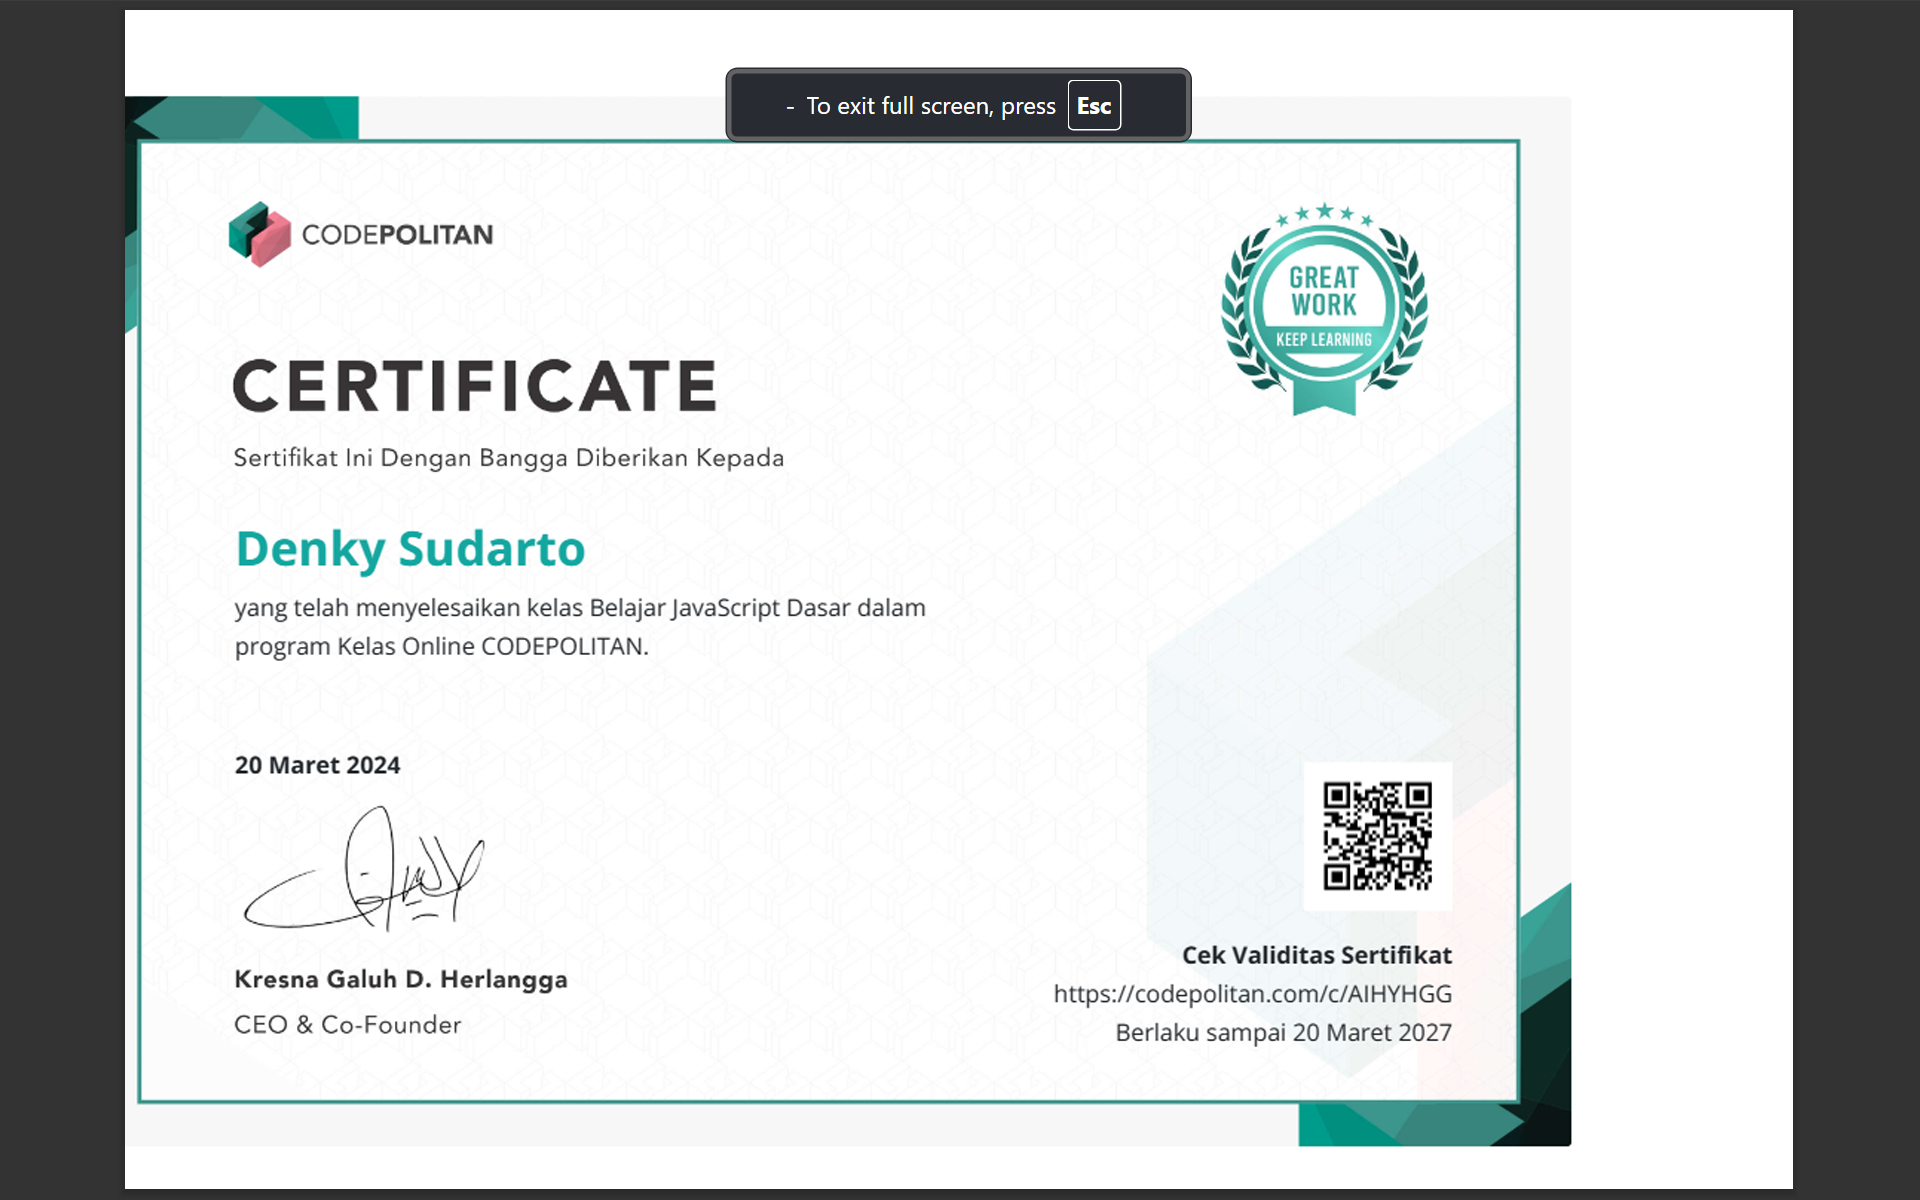 - To exit full screen, press Esc
CODEPOLITAN
GREAT
WORK
KEEP LEARNING
CERTIFICATE
Sertifikat Ini Dengan Bangga Diberikan Kepada
Denky Sudarto
yang telah menyelesaikan kelas Belajar JavaScript Dasar dalam
program Kelas Online CODEPOLITAN.
20 Maret 2024
Kresna Galuh D. Herlangga
CEO & Co-Founder
Cek Validitas Sertifikat
https://codepolitan.com/c/AIHYHGG
Berlaku sampai 20 Maret 2027